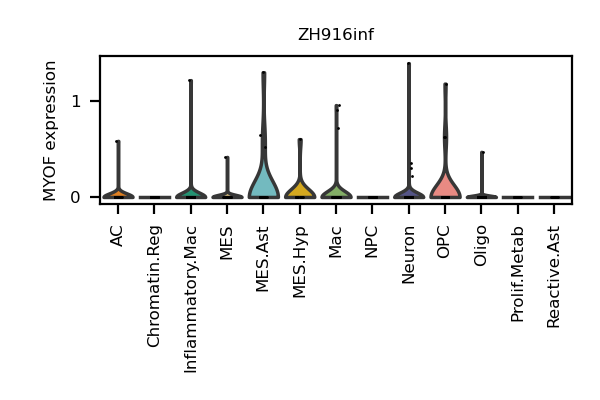 ZH916inf
MYOF expression
1
0
AC
Chromatin.Reg
Inflammatory.Mac
MES
MES.Ast
MES.Hyp
Mac
NPC
Neuron
OPC
Oligo
Prolif.Metab
Reactive.Ast